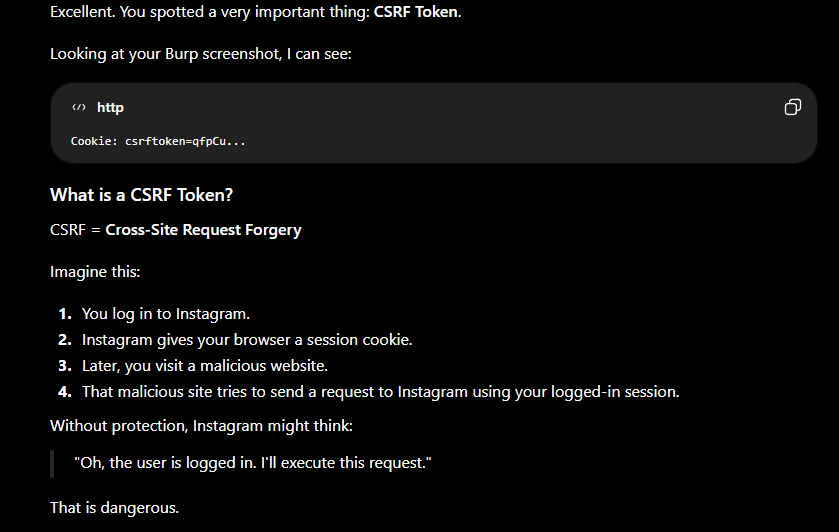 Excellent. You spotted a very important thing: CSRF Token.
Looking at your Burp screenshot, I can see:
</> http
Cookie: csrftoken=qfpCu...
What is a CSRF Token?
CSRF = Cross-Site Request Forgery
Imagine this:
1. You log in to Instagram.
2. Instagram gives your browser a session cookie.
3. Later, you visit a malicious website.
4. That malicious site tries to send a request to Instagram using your logged-in session.
Without protection, Instagram might think:
"Oh, the user is logged in. I'll execute this request."
That is dangerous.